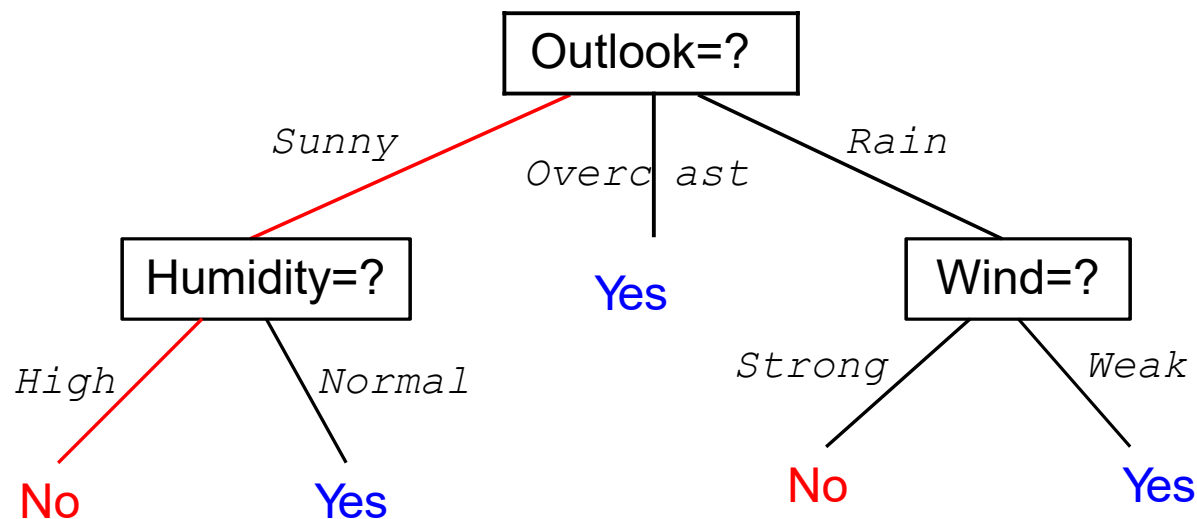 Outlook=?
Sunny
Overc ast
Rain
Humidity=?
Yes
Wind=?
High
Normal
Strong
Weak
No
Yes
No
Yes